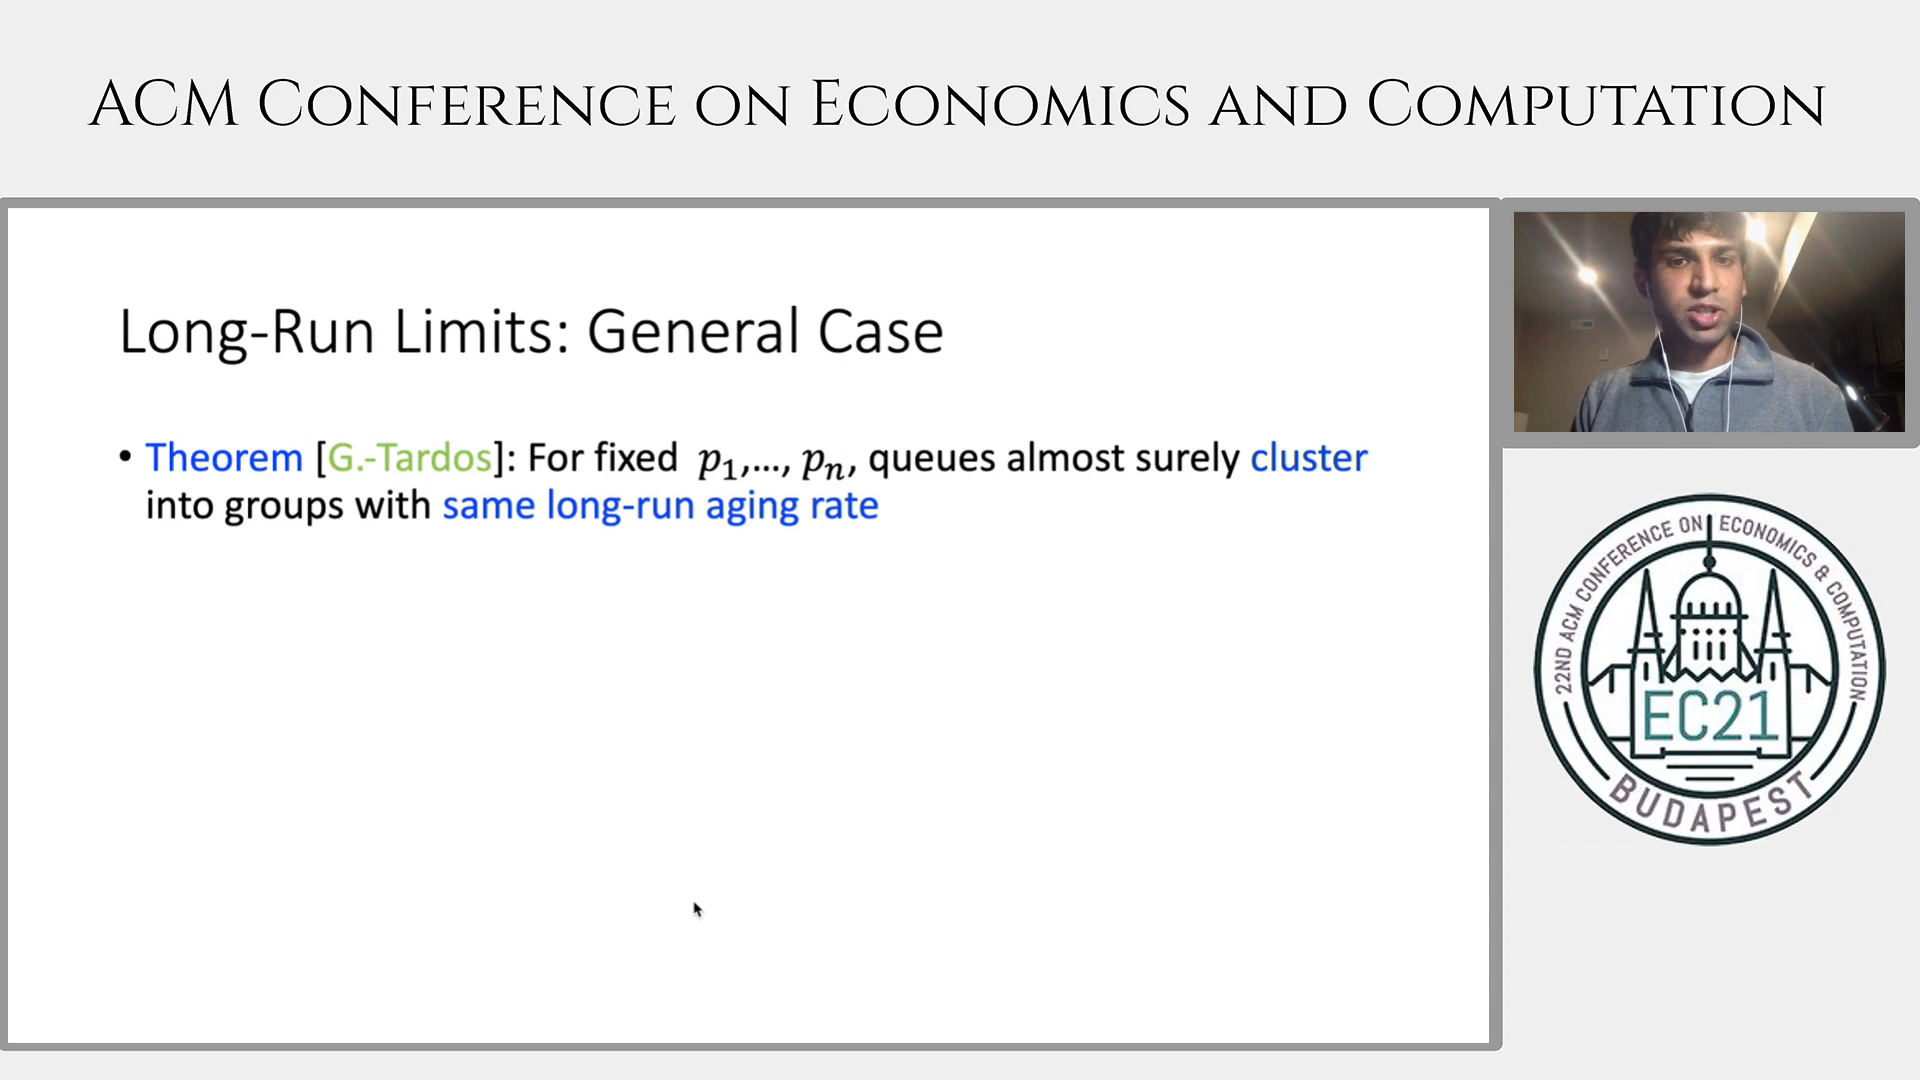 ACM CONFERENCE ON ECONOMICS AND COMPUTATION
Long-Run Limits: General Case
• Theorem [G.-Tardos]: For fixed p₁,…, pₙ, queues almost surely cluster
into groups with same long-run aging rate
22ND ACM CONFERENCE ON ECONOMICS & COMPUTATION
EC21
BUDAPEST